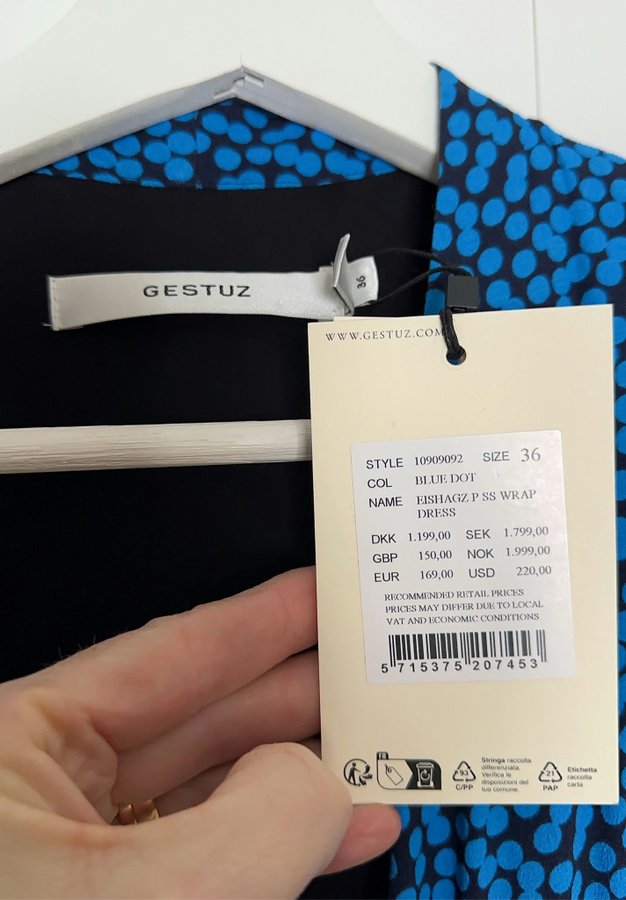 GESTUZ
36
WWW.GESTUZ.COM
STYLE 10909092 SIZE 36
COL BLUE DOT
NAME EISHAGZ P SS WRAP
DRESS
DKK 1.199,00 SEK 1.799,00
GBP 150,00 NOK 1.999,00
EUR 169,00 USD 220,00
RECOMMENDED RETAIL PRICES
PRICES MAY DIFFER DUE TO LOCAL
VAT AND ECONOMIC CONDITIONS
5 715375 207453
FR
93
C/PP
Stringa raccolta
differenziata.
Verifica le
disposizioni del
tuo comune.
21
PAP
Etichetta
raccolta
carta